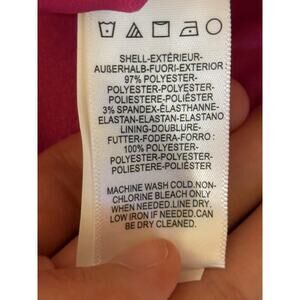 SHELL-EXTÉRIEUR-
AUßERHALB-FUORI-EXTERIOR
97% POLYESTER-
POLYESTER-POLYESTER-
POLIESTERE-POLIÉSTER
3% SPANDEX-ÉLASTHANNE-
ELASTAN-ELASTAN-ELASTANO
LINING-DOUBLURE-
FUTTER-FODERA-FORRO :
100% POLYESTER-
POLYESTER-POLYESTER-
POLIESTERE-POLIÉSTER
MACHINE WASH COLD.NON-
CHLORINE BLEACH ONLY
WHEN NEEDED.LINE DRY.
LOW IRON IF NEEDED.CAN
BE DRY CLEANED.